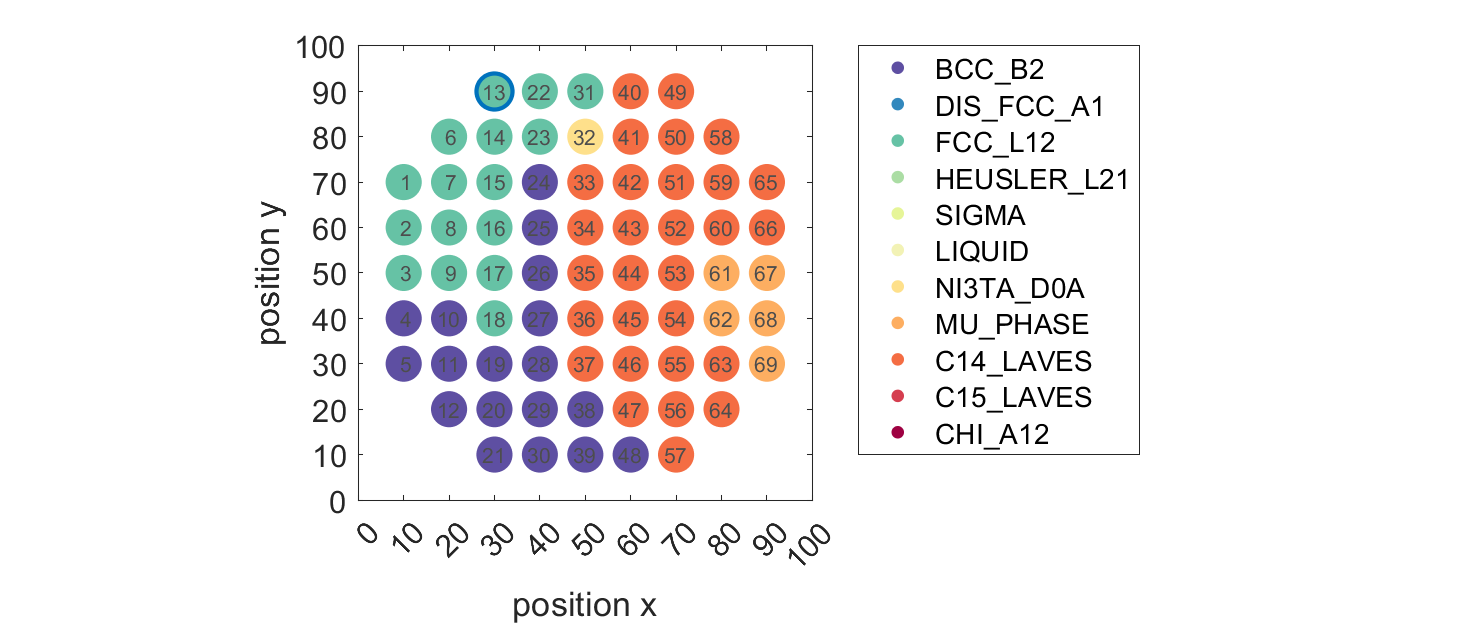 100
90
80
70
60
50
40
30
20
10
0
13 22 31 40 49
6 14 23 32 41 50 58
1 7 15 24 33 42 51 59 65
2 8 16 25 34 43 52 60 66
3 9 17 26 35 44 53 61 67
4 10 18 27 36 45 54 62 68
5 11 19 28 37 46 55 63 69
12 20 29 38 47 56 64
21 30 39 48 57
0 10 20 30 40 50 60 70 80 90 100
position x
position y
BCC_B2
DIS_FCC_A1
FCC_L12
HEUSLER_L21
SIGMA
LIQUID
NI3TA_D0A
MU_PHASE
C14_LAVES
C15_LAVES
CHI_A12